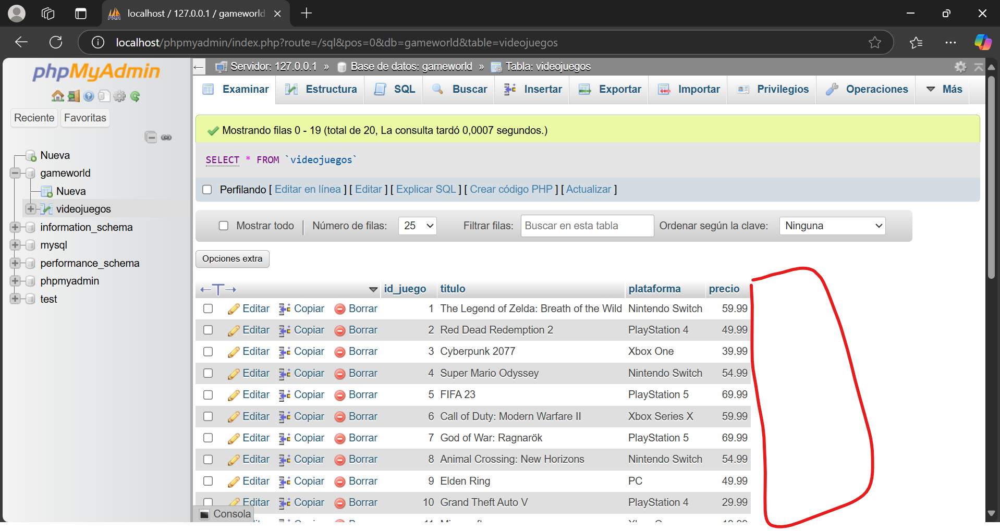 localhost / 127.0.0.1 / gameworld
localhost/phpmyadmin/index.php?route=/sql&pos=0&db=gameworld&table=videojuegos
phpMyAdmin
Reciente Favoritas
Nueva
gameworld
Nueva
videojuegos
information_schema
mysql
performance_schema
phpmyadmin
test
Servidor: 127.0.0.1 » Base de datos: gameworld » Tabla: videojuegos
Examinar Estructura SQL Buscar Insertar Exportar Importar Privilegios Operaciones Más
Mostrando filas 0 - 19 (total de 20, La consulta tardó 0,0007 segundos.)
SELECT * FROM `videojuegos`
Perfilando [ Editar en línea ] [ Editar ] [ Explicar SQL ] [ Crear código PHP ] [ Actualizar ]
Mostrar todo Número de filas: 25 Filtrar filas: Buscar en esta tabla Ordenar según la clave: Ninguna
Opciones extra
←T→ id_juego titulo plataforma precio
Editar Copiar Borrar 1 The Legend of Zelda: Breath of the Wild Nintendo Switch 59.99
Editar Copiar Borrar 2 Red Dead Redemption 2 PlayStation 4 49.99
Editar Copiar Borrar 3 Cyberpunk 2077 Xbox One 39.99
Editar Copiar Borrar 4 Super Mario Odyssey Nintendo Switch 54.99
Editar Copiar Borrar 5 FIFA 23 PlayStation 5 69.99
Editar Copiar Borrar 6 Call of Duty: Modern Warfare II Xbox Series X 59.99
Editar Copiar Borrar 7 God of War: Ragnarök PlayStation 5 69.99
Editar Copiar Borrar 8 Animal Crossing: New Horizons Nintendo Switch 54.99
Editar Copiar Borrar 9 Elden Ring PC 49.99
Editar Copiar Borrar 10 Grand Theft Auto V PlayStation 4 29.99
Consola